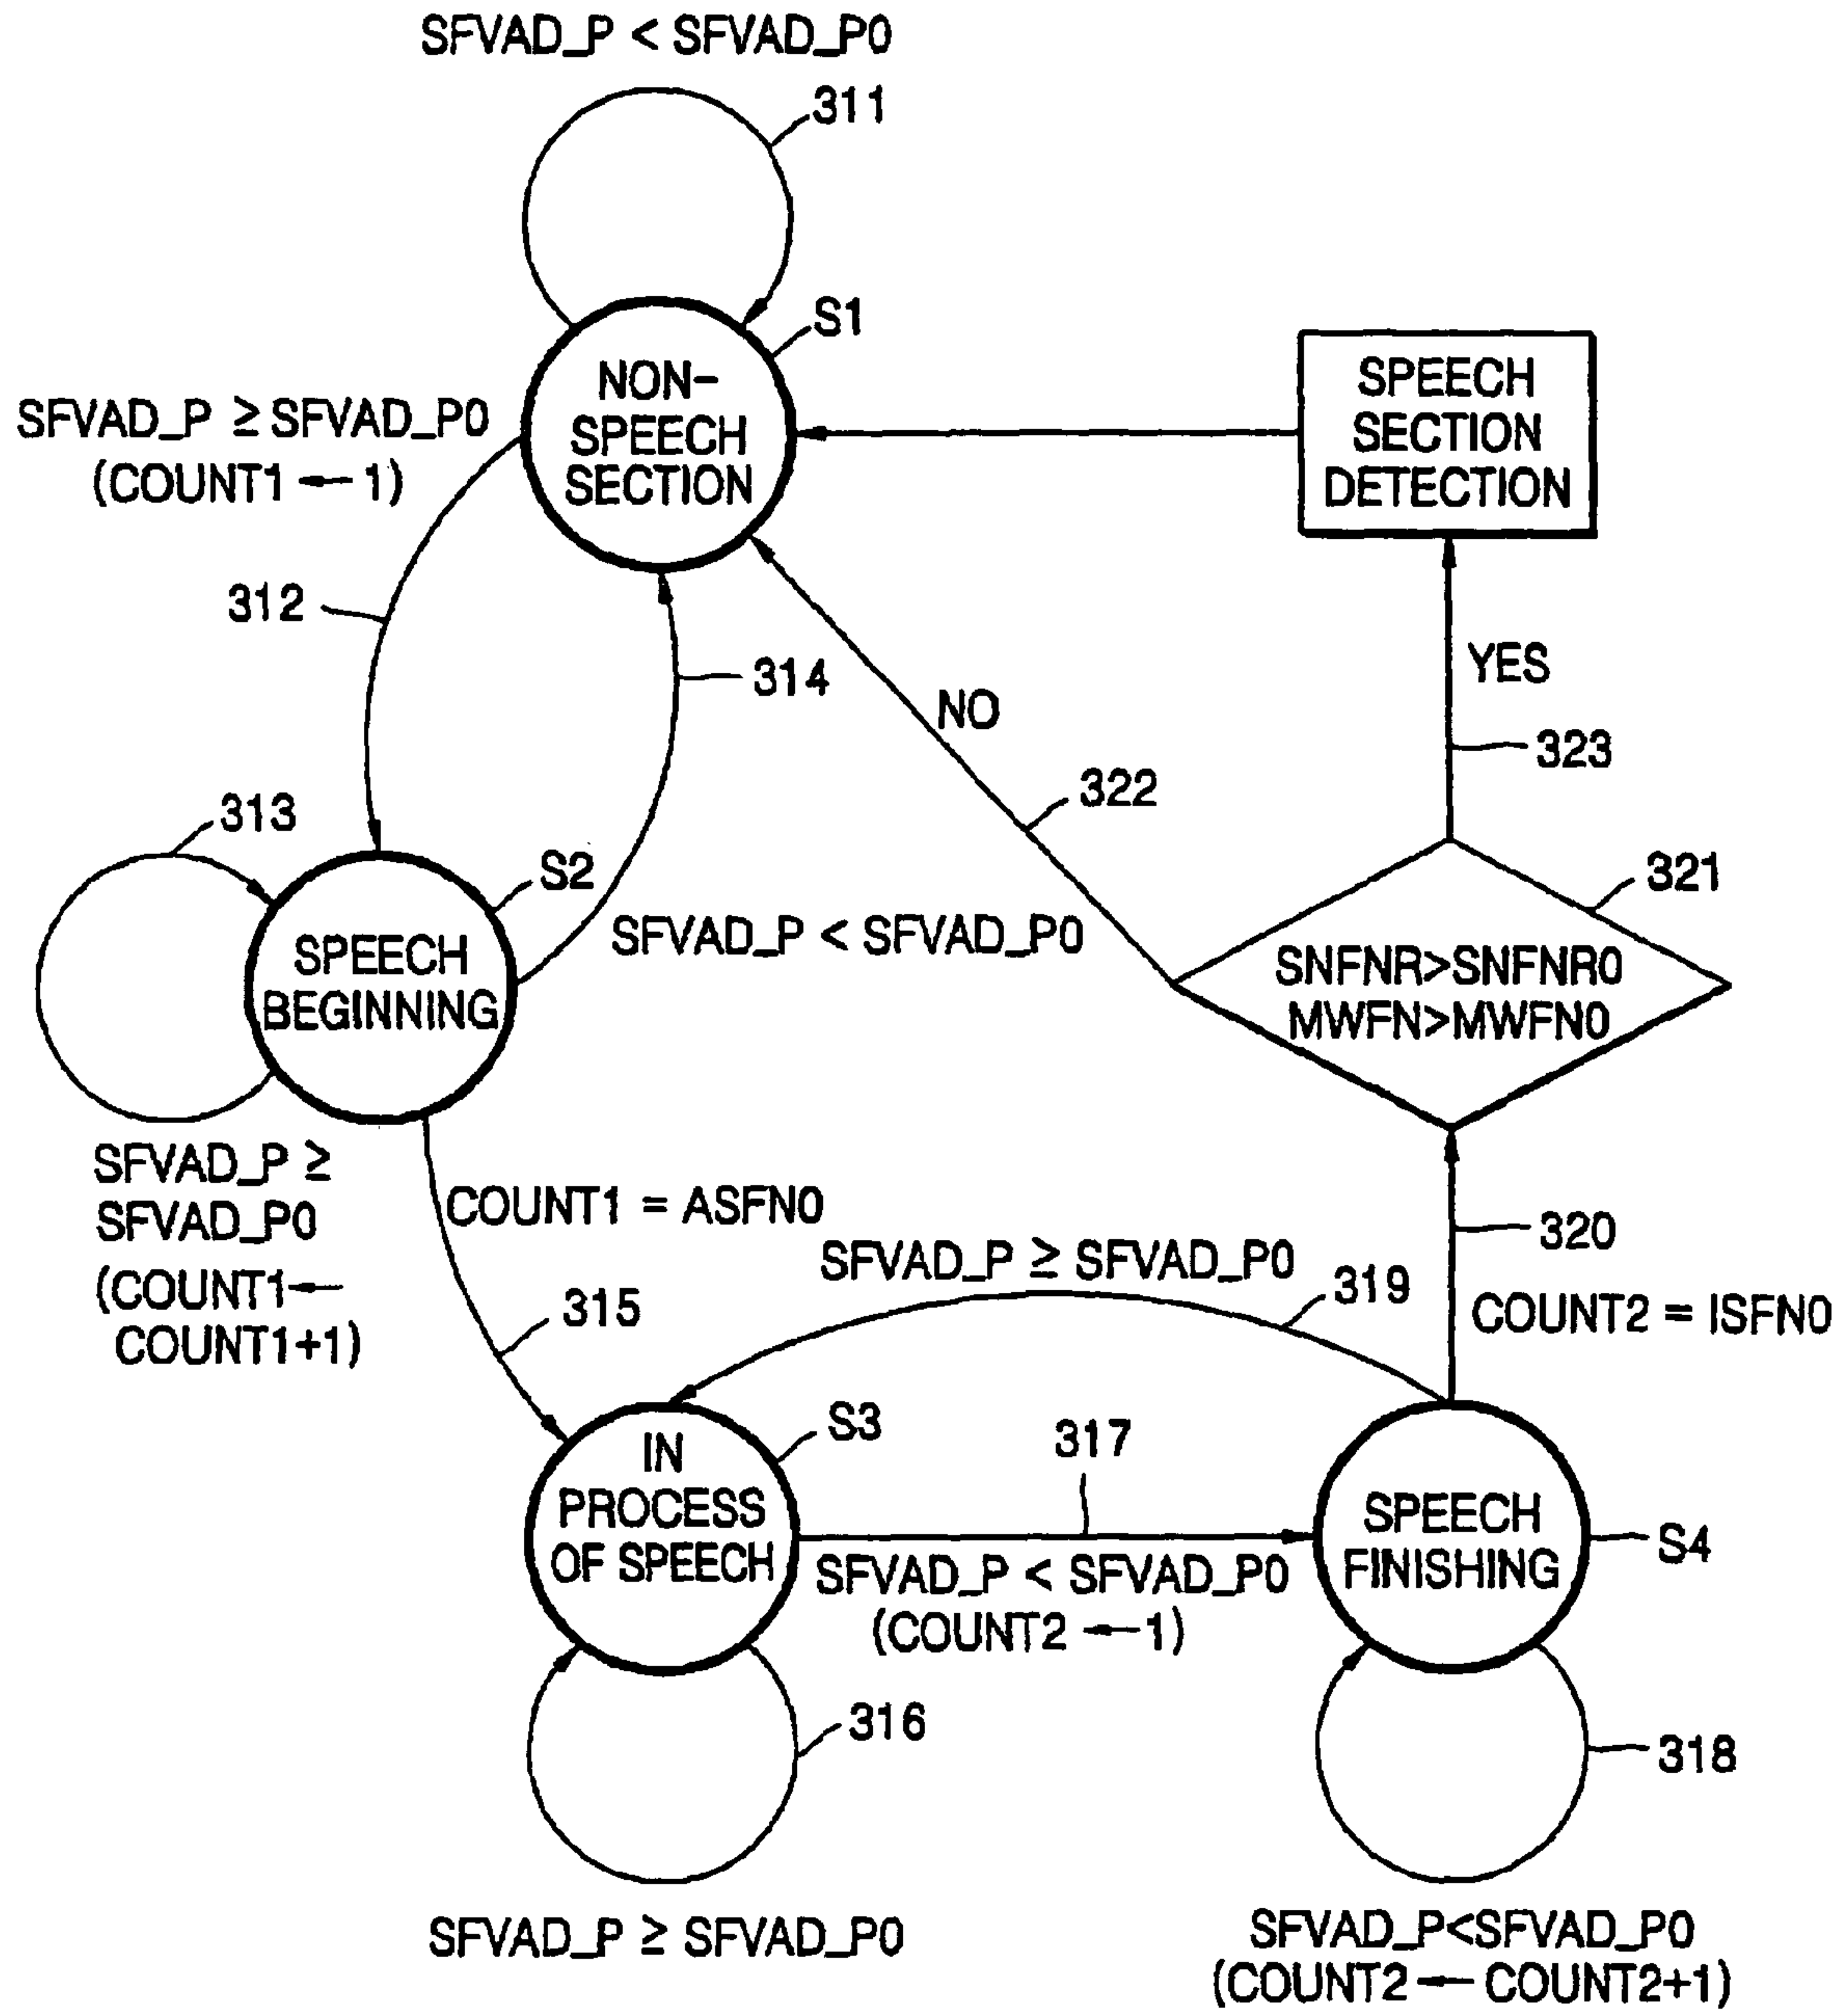 SFVAD_P < SFVAD_P0
311
S1
NON-
SPEECH
SECTION
SPEECH
SECTION
DETECTION
SFVAD_P ≥ SFVAD_P0
(COUNT1 ← 1)
312
314
NO
YES
323
322
313
S2
321
SPEECH
BEGINNING
SFVAD_P < SFVAD_P0
SNFNR>SNFNR0
MWFN>MWFN0
SFVAD_P ≥
SFVAD_P0
(COUNT1←
COUNT1+1)
COUNT1 = ASFN0
315
SFVAD_P ≥ SFVAD_P0
319
320
COUNT2 = ISFN0
S3
IN
PROCESS
OF SPEECH
317
SFVAD_P < SFVAD_P0
(COUNT2 ← 1)
SPEECH
FINISHING
S4
316
318
SFVAD_P ≥ SFVAD_P0
SFVAD_P<SFVAD_P0
(COUNT2 ← COUNT2+1)